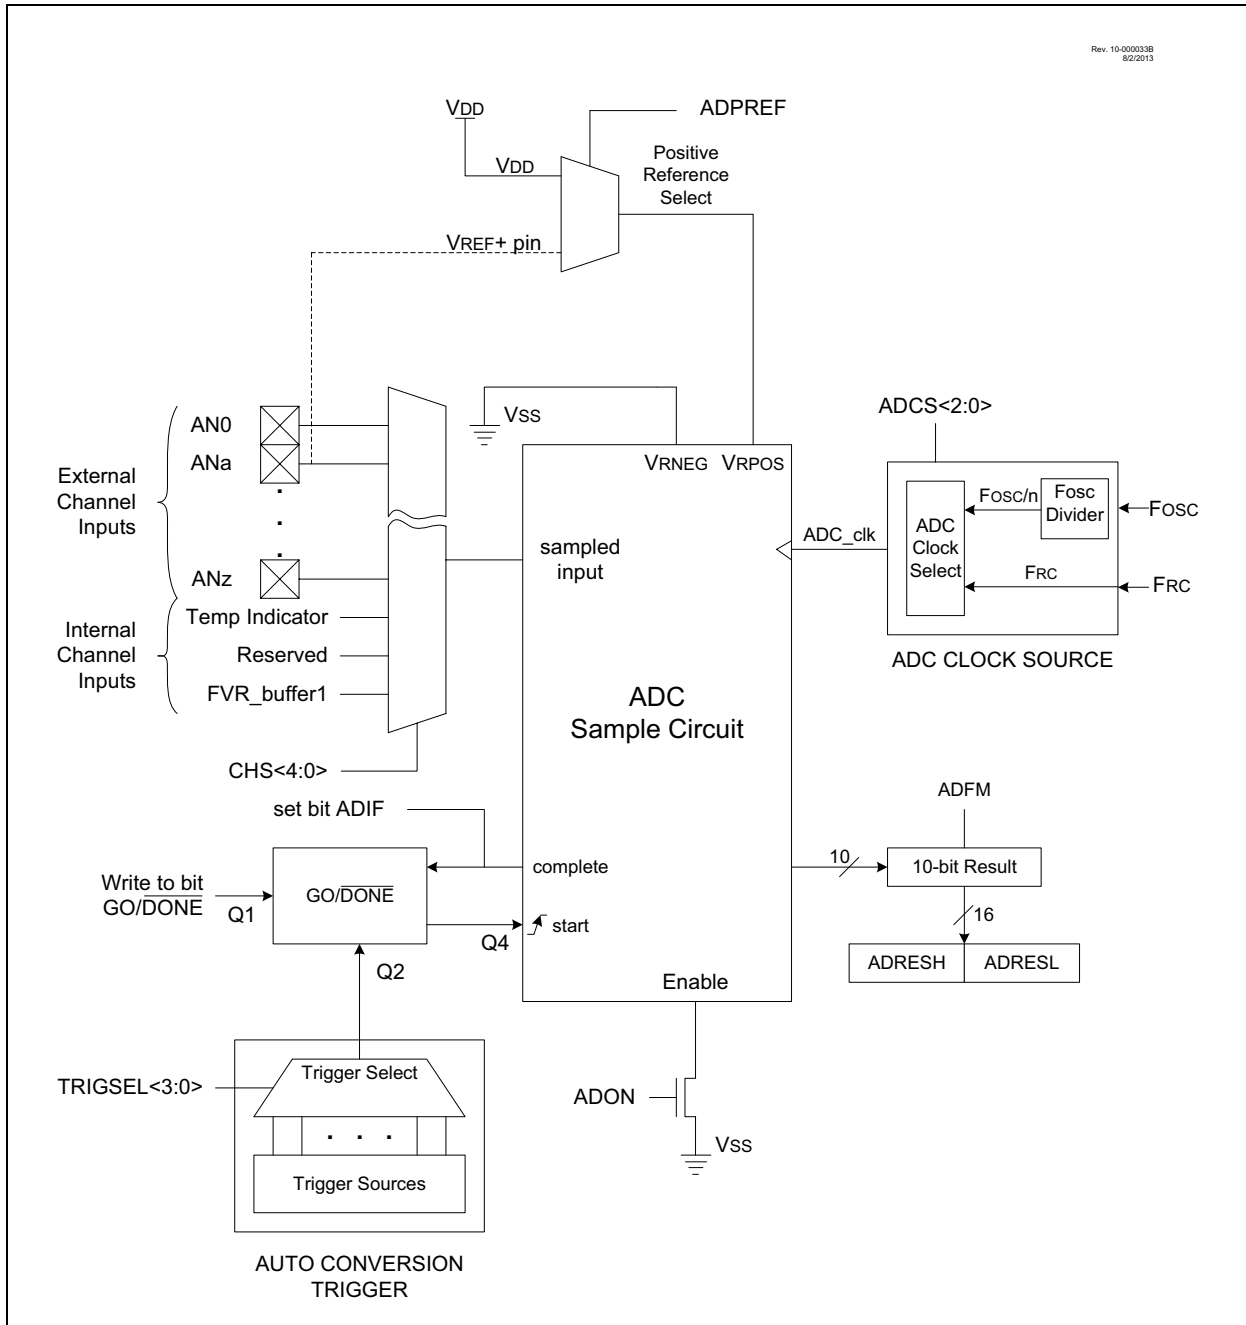 Rev. 10-000033B
8/2/2013
VDD
ADPREF
VDD
Positive
Reference
Select
VREF+ pin
External
Channel
Inputs
AN0
ANa
ANz
Internal
Channel
Inputs
Temp Indicator
Reserved
FVR_buffer1
CHS<4:0>
VSS
VRNEG VRPOS
sampled
input
ADC
Sample Circuit
complete
start
Enable
ADCS<2:0>
ADC_clk
ADC
Clock
Select
FOSC/n
Fosc
Divider
FOSC
FRC
FRC
ADC CLOCK SOURCE
set bit ADIF
Write to bit
GO/DONE
Q1
GO/DONE
Q4
Q2
ADFM
10
10-bit Result
16
ADRESH ADRESL
TRIGSEL<3:0>
Trigger Select
. . .
Trigger Sources
AUTO CONVERSION
TRIGGER
ADON
VSS